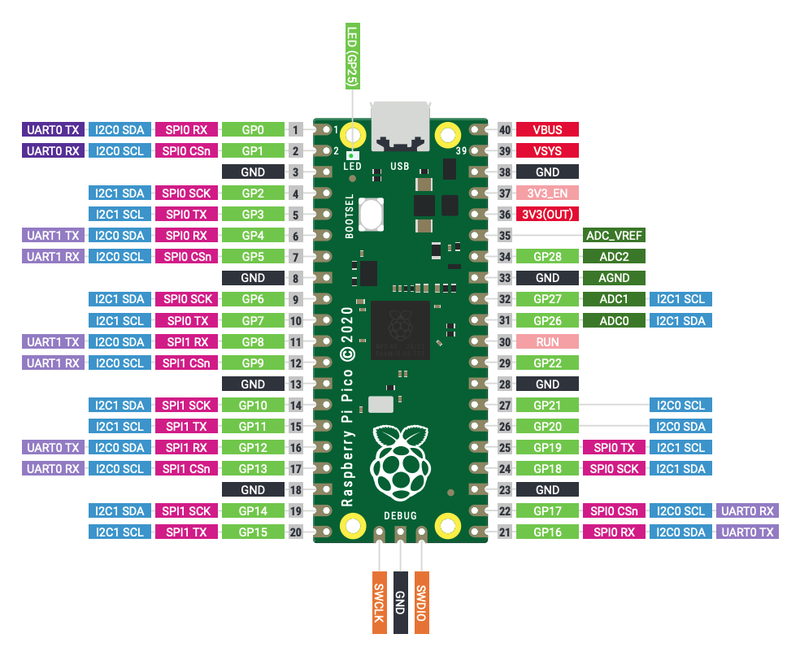 LED (GP25)
UART0 TX I2C0 SDA SPI0 RX GP0 1 1 40 VBUS
UART0 RX I2C0 SCL SPI0 CSn GP1 2 2 39 39 VSYS
GND 3 LED USB 38 GND
I2C1 SDA SPI0 SCK GP2 4 37 3V3_EN
I2C1 SCL SPI0 TX GP3 5 BOOTSEL 36 3V3(OUT)
UART1 TX I2C0 SDA SPI0 RX GP4 6 35 ADC_VREF
UART1 RX I2C0 SCL SPI0 CSn GP5 7 34 GP28 ADC2
GND 8 33 GND AGND
I2C1 SDA SPI0 SCK GP6 9 32 GP27 ADC1 I2C1 SCL
I2C1 SCL SPI0 TX GP7 10 31 GP26 ADC0 I2C1 SDA
UART1 TX I2C0 SDA SPI1 RX GP8 11 30 RUN
UART1 RX I2C0 SCL SPI1 CSn GP9 12 29 GP22
GND 13 28 GND
I2C1 SDA SPI1 SCK GP10 14 27 GP21 I2C0 SCL
I2C1 SCL SPI1 TX GP11 15 26 GP20 I2C0 SDA
UART0 TX I2C0 SDA SPI1 RX GP12 16 25 GP19 SPI0 TX I2C1 SCL
UART0 RX I2C0 SCL SPI1 CSn GP13 17 24 GP18 SPI0 SCK I2C1 SDA
GND 18 23 GND
I2C1 SDA SPI1 SCK GP14 19 22 GP17 SPI0 CSn I2C0 SCL UART0 RX
I2C1 SCL SPI1 TX GP15 20 21 GP16 SPI0 RX I2C0 SDA UART0 TX
Raspberry Pi Pico © 2020
DEBUG
SWCLK GND SWDIO